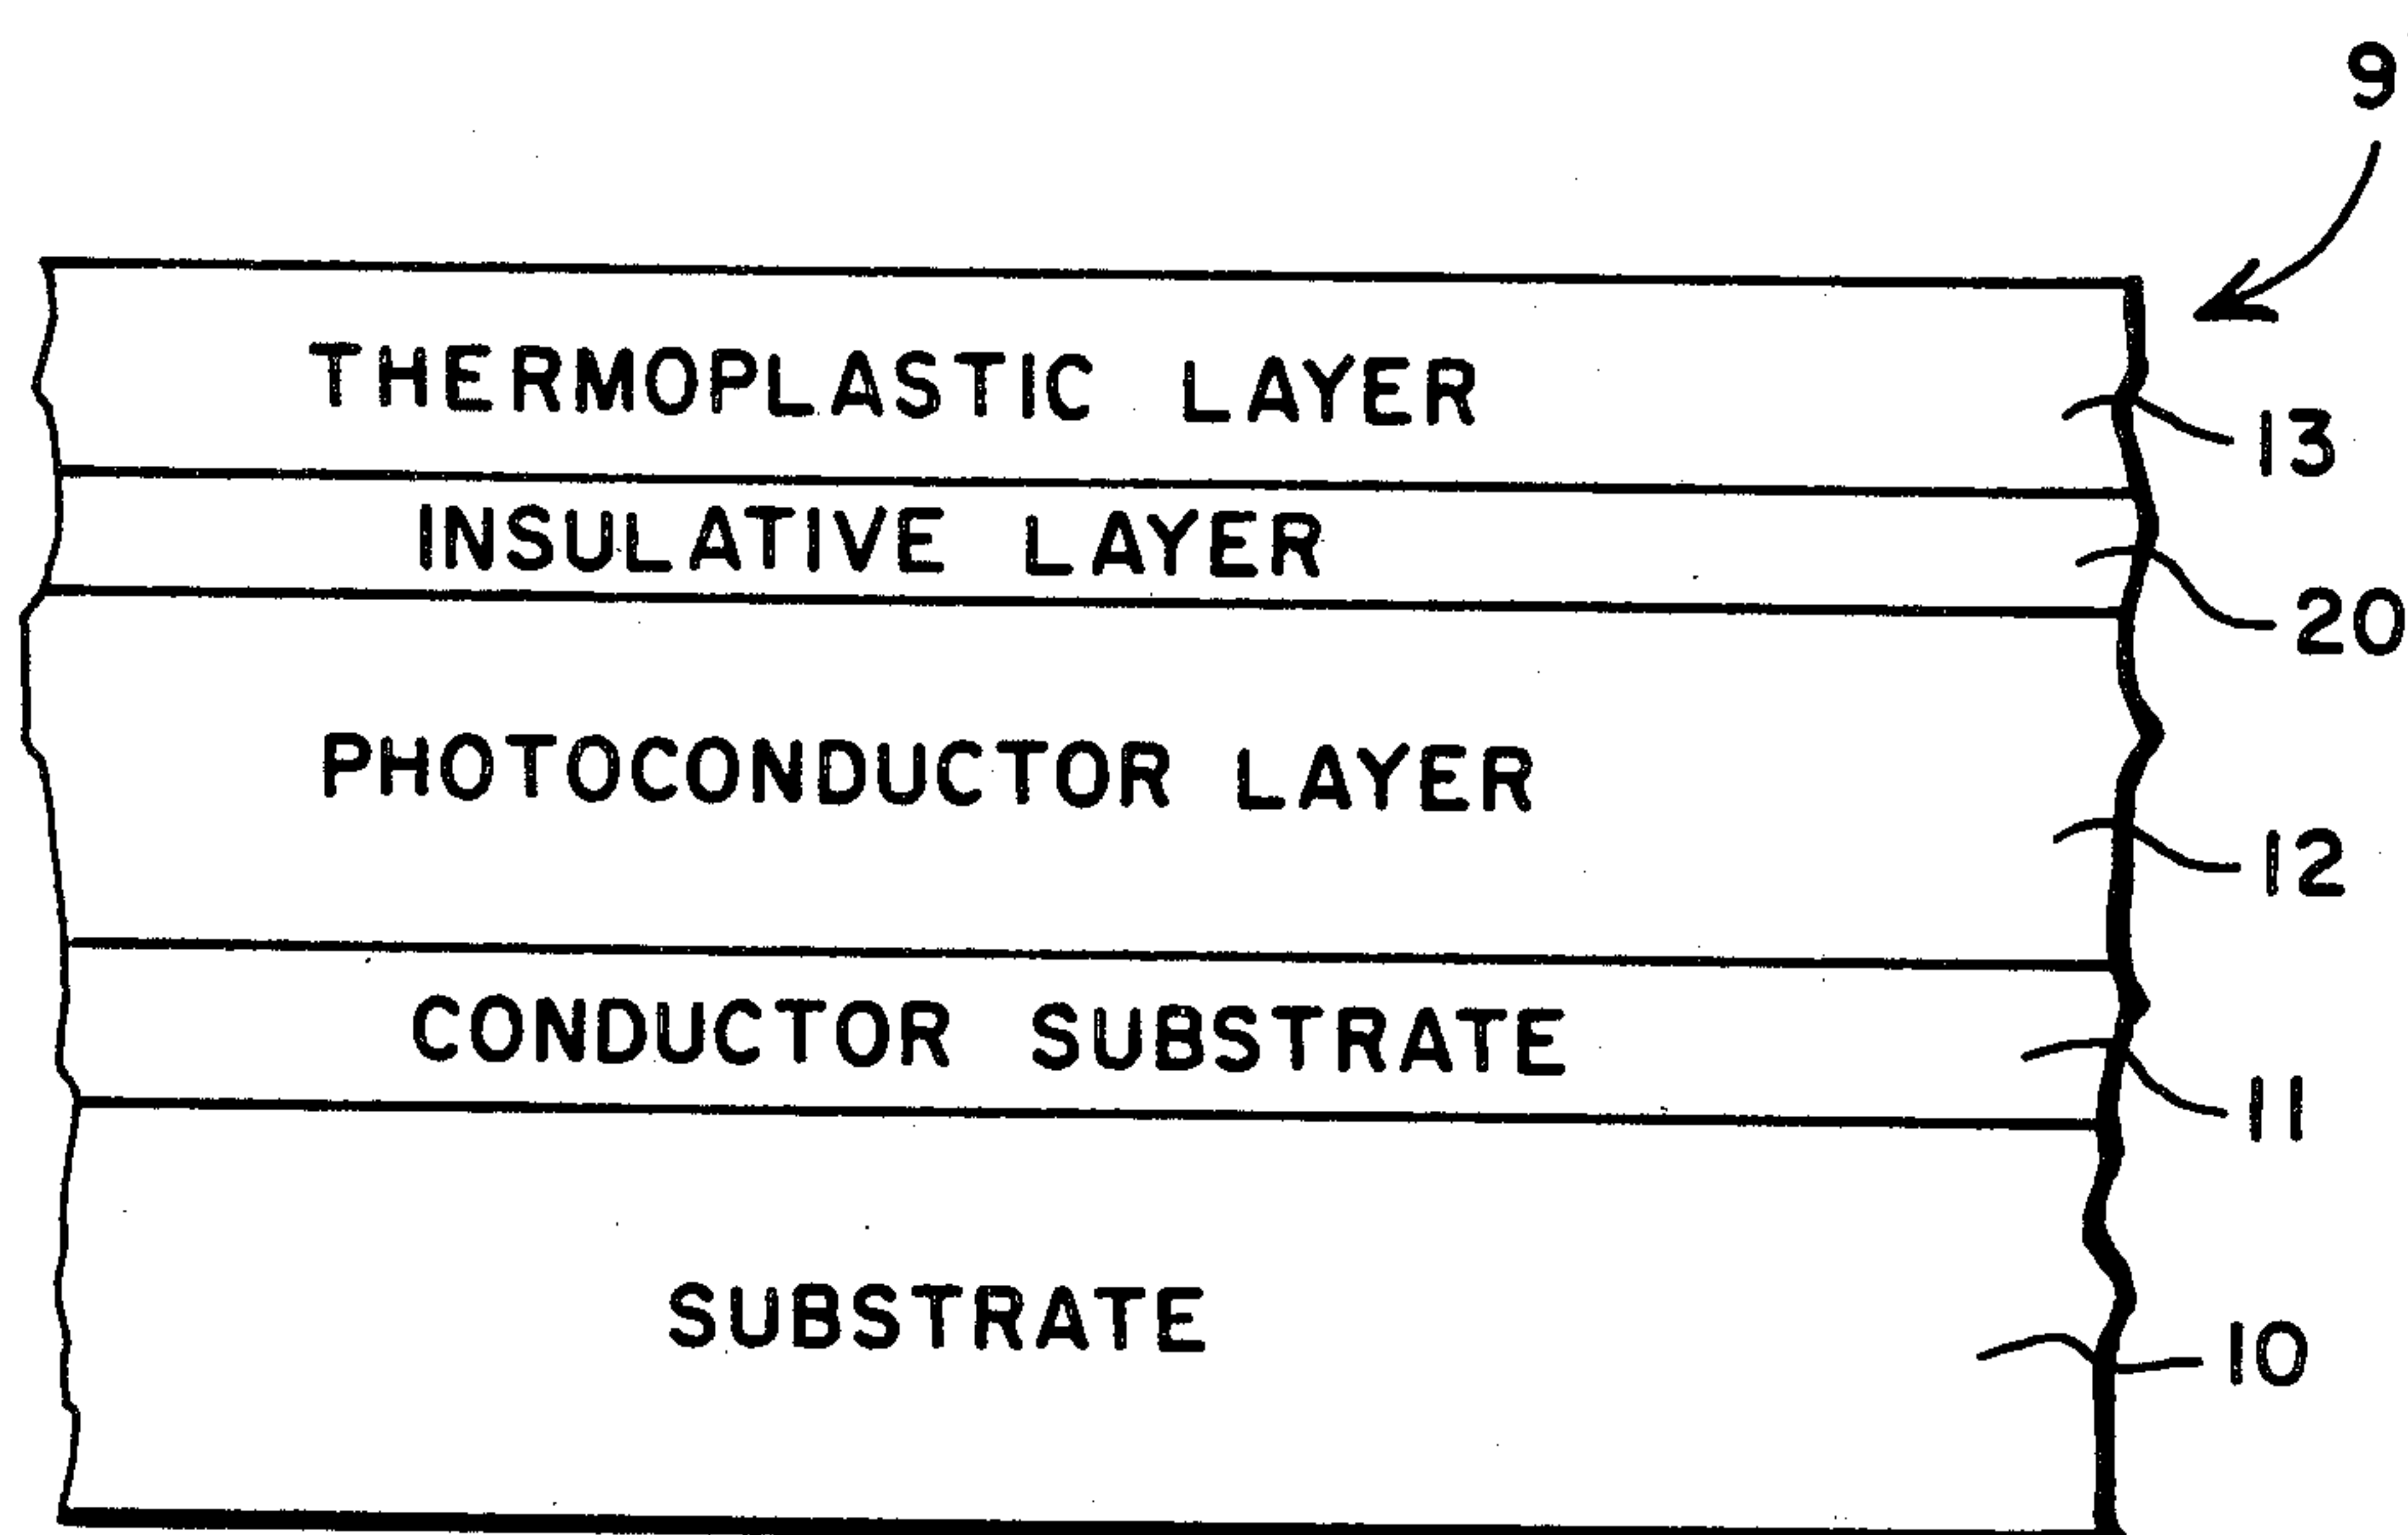 9
THERMOPLASTIC LAYER
13
INSULATIVE LAYER
20
PHOTOCONDUCTOR LAYER
12
CONDUCTOR SUBSTRATE
11
SUBSTRATE
10